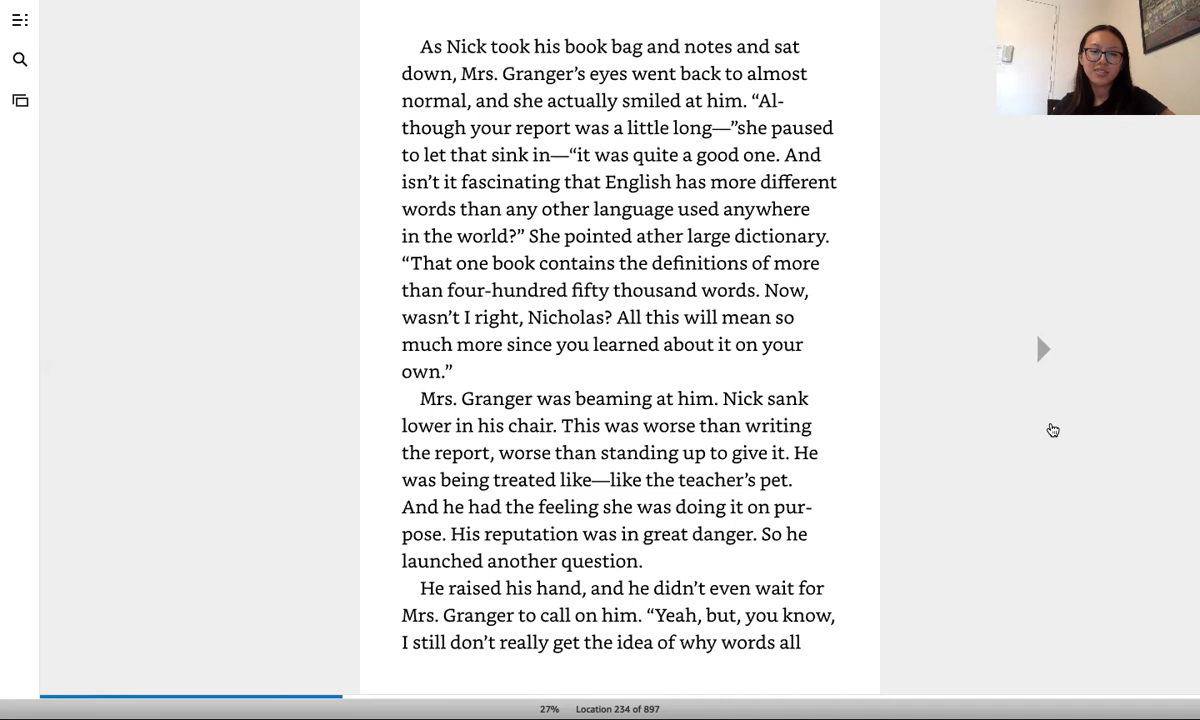 As Nick took his book bag and notes and sat
down, Mrs. Granger’s eyes went back to almost
normal, and she actually smiled at him. “Al-
though your report was a little long—”she paused
to let that sink in—“it was quite a good one. And
isn’t it fascinating that English has more different
words than any other language used anywhere
in the world?” She pointed ather large dictionary.
“That one book contains the definitions of more
than four-hundred fifty thousand words. Now,
wasn’t I right, Nicholas? All this will mean so
much more since you learned about it on your
own.”
Mrs. Granger was beaming at him. Nick sank
lower in his chair. This was worse than writing
the report, worse than standing up to give it. He
was being treated like—like the teacher’s pet.
And he had the feeling she was doing it on pur-
pose. His reputation was in great danger. So he
launched another question.
He raised his hand, and he didn’t even wait for
Mrs. Granger to call on him. “Yeah, but, you know,
I still don’t really get the idea of why words all
27% Location 234 of 897